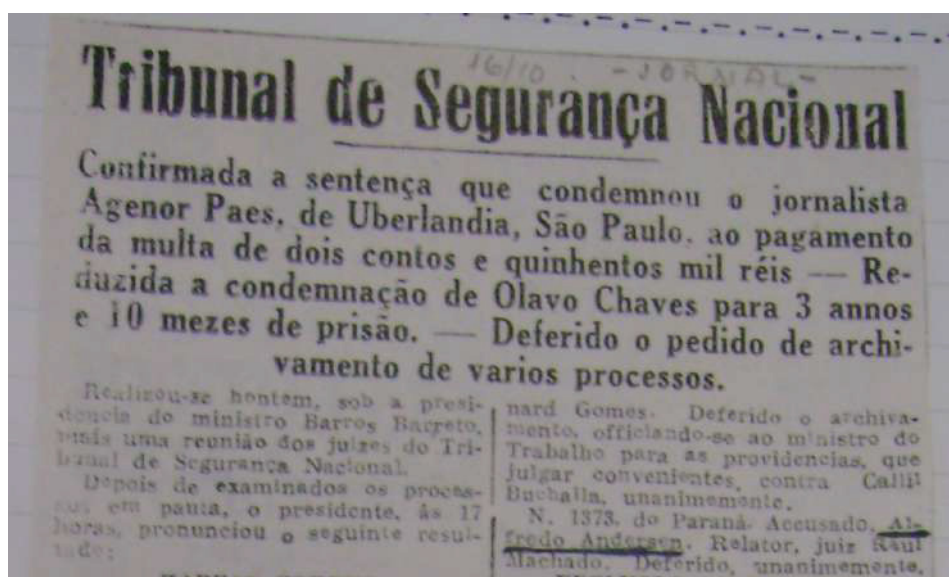 16/10 - JORNAL -
Tribunal de Segurança Nacional
Confirmada a sentença que condemnou o jornalista
Agenor Paes, de Uberlandia, São Paulo, ao pagamento
da multa de dois contos e quinhentos mil réis — Re-
duzida a condemnação de Olavo Chaves para 3 annos
e 10 mezes de prisão. — Deferido o pedido de archi-
vamento de varios processos.
Realizou-se hontem, sob a presi-
dencia do ministro Barros Barreto,
mais uma reunião dos juizes do Tri-
bunal de Segurança Nacional.
Depois de examinados os proces-
sos em pauta, o presidente, ás 17
horas, pronunciou o seguinte resul-
tado:
nard Gomes. Deferido o archiva-
mento, officiando-se ao ministro do
Trabalho para as providencias, que
julgar convenientes, contra Callil
Buchalla, unanimemente.
N. 1373, do Paraná. Accusado, Al-
fredo Andersen. Relator, juiz Raul
Machado. Deferido, unanimemente.